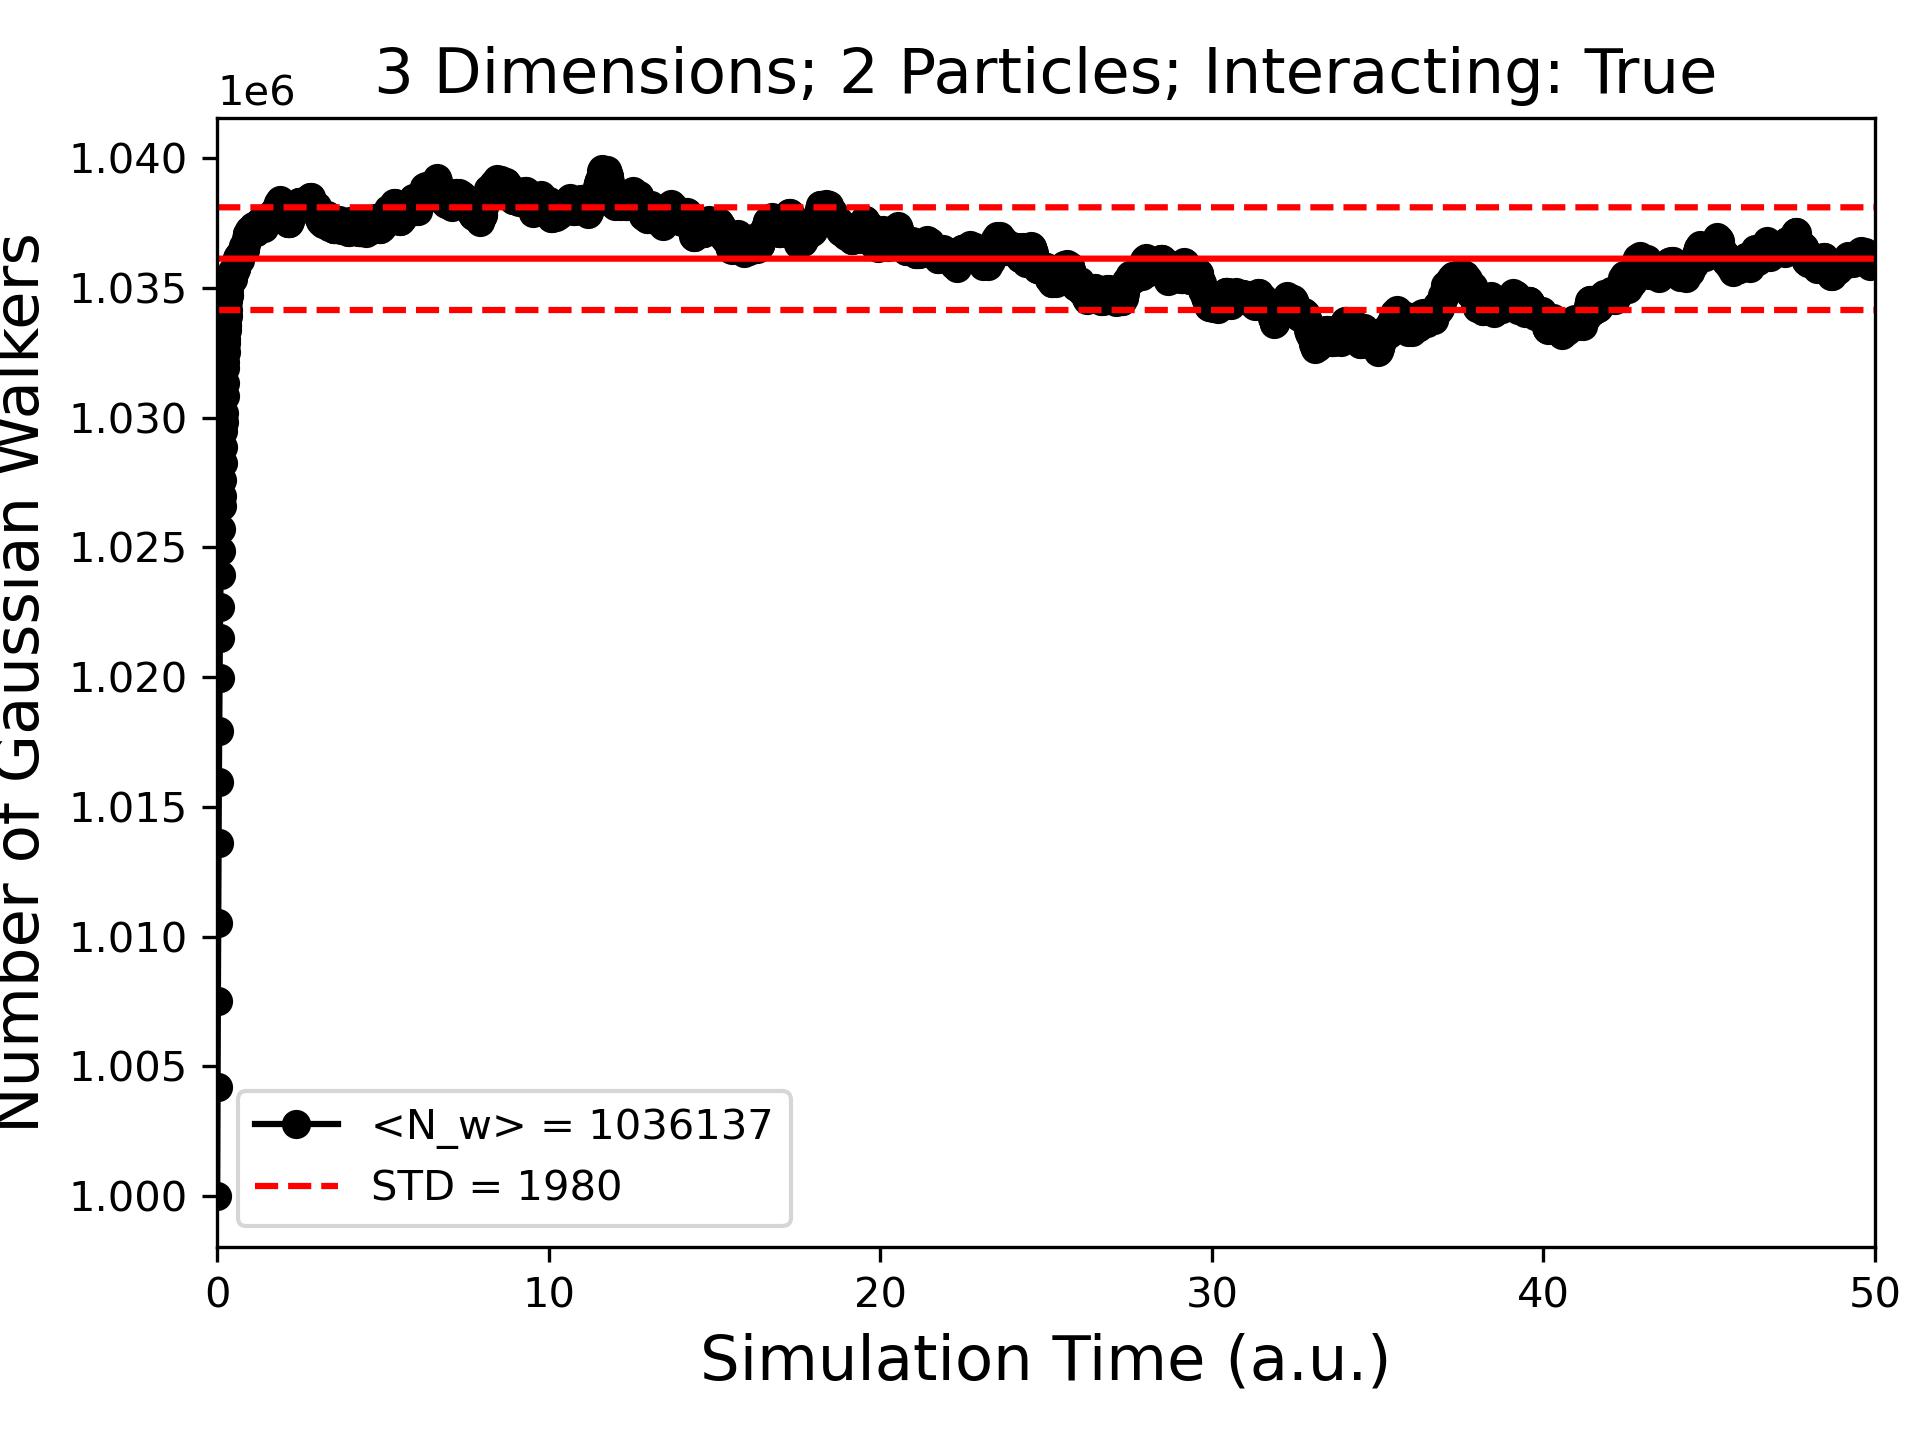 3 Dimensions; 2 Particles; Interacting: True
1e6
Number of Gaussian Walkers
1.040
1.035
1.030
1.025
1.020
1.015
1.010
1.005
1.000
<N_w> = 1036137
STD = 1980
0 10 20 30 40 50
Simulation Time (a.u.)